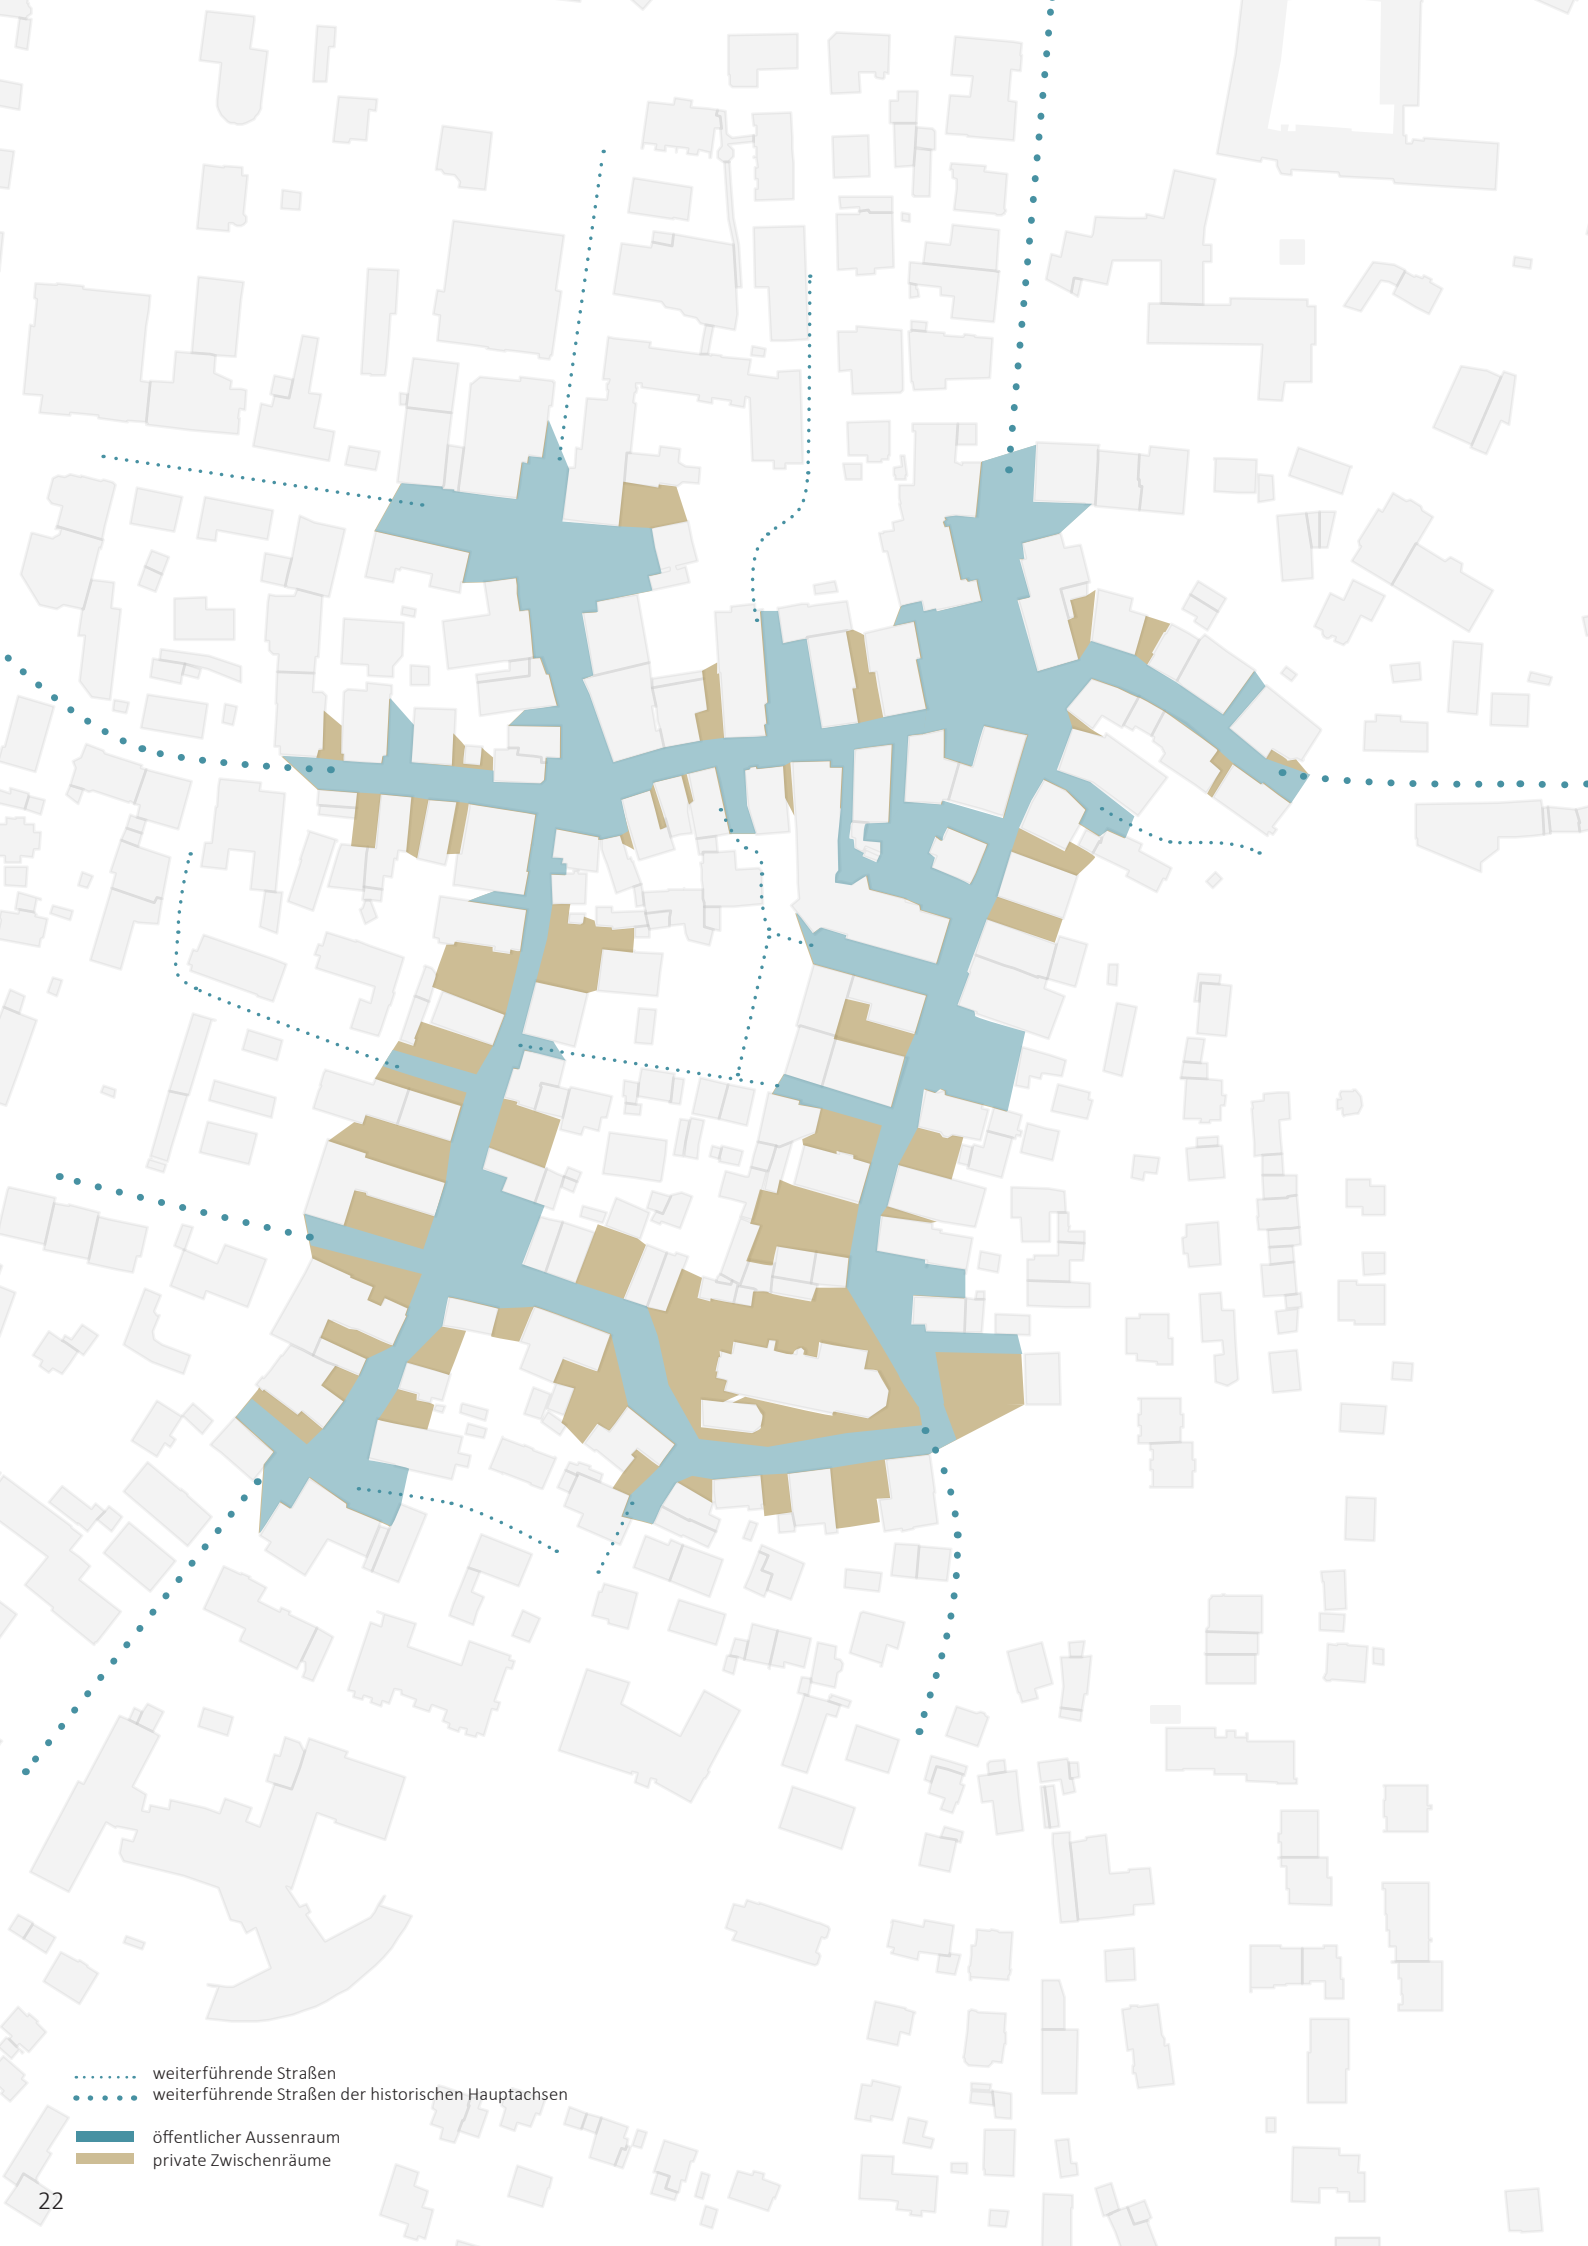 weiterführende Straßen
weiterführende Straßen der historischen Hauptachsen
öffentlicher Aussenraum
private Zwischenräume
22